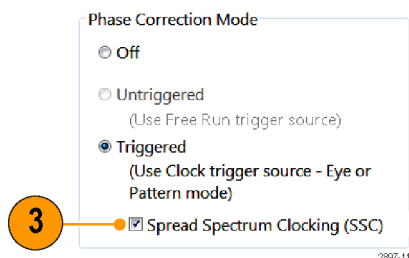 Phase Correction Mode
Off
Untriggered
(Use Free Run trigger source)
Triggered
(Use Clock trigger source - Eye or
Pattern mode)
3
Spread Spectrum Clocking (SSC)